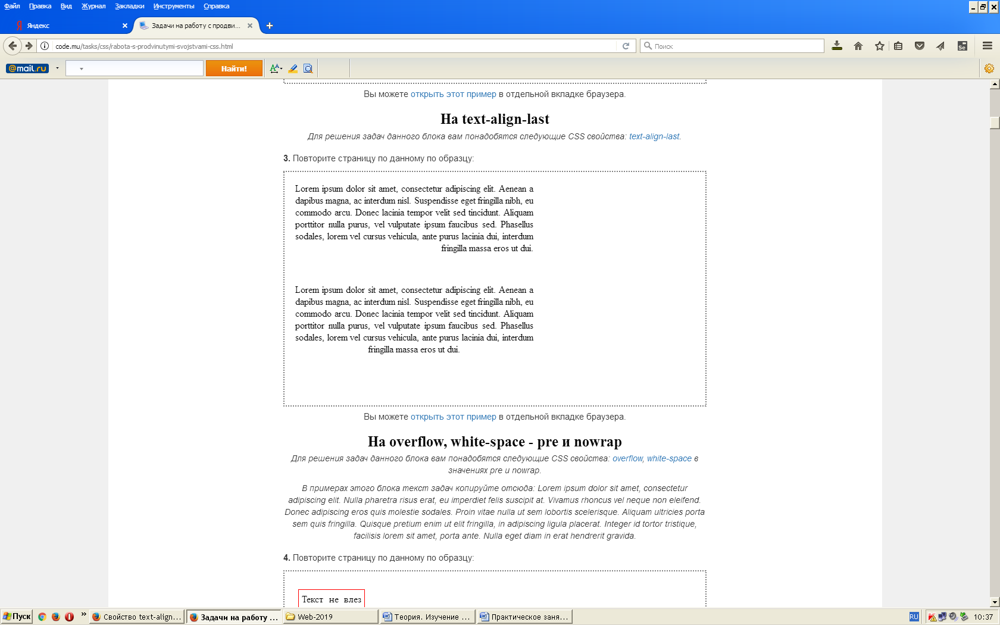 Файл Правка Вид Журнал Закладки Инструменты Справка
Яндекс
Задачи на работу с продви...
code.mu/tasks/css/rabota-s-prodvinutymi-svojstvami-css.html
Поиск
Se
@mail.ru
Найти!
Вы можете открыть этот пример в отдельной вкладке браузера.
На text-align-last
Для решения задач данного блока вам понадобятся следующие CSS свойства: text-align-last.
3. Повторите страницу по данному по образцу:
Lorem ipsum dolor sit amet, consectetur adipiscing elit. Aenean a
dapibus magna, ac interdum nisl. Suspendisse eget fringilla nibh, eu
commodo arcu. Donec lacinia tempor velit sed tincidunt. Aliquam
porttitor nulla purus, vel vulputate ipsum faucibus sed. Phasellus
sodales, lorem vel cursus vehicula, ante purus lacinia dui, interdum
fringilla massa eros ut dui.
Lorem ipsum dolor sit amet, consectetur adipiscing elit. Aenean a
dapibus magna, ac interdum nisl. Suspendisse eget fringilla nibh, eu
commodo arcu. Donec lacinia tempor velit sed tincidunt. Aliquam
porttitor nulla purus, vel vulputate ipsum faucibus sed. Phasellus
sodales, lorem vel cursus vehicula, ante purus lacinia dui, interdum
fringilla massa eros ut dui.
Вы можете открыть этот пример в отдельной вкладке браузера.
На overflow, white-space - pre и nowrap
Для решения задач данного блока вам понадобятся следующие CSS свойства: overflow, white-space в
значениях pre и nowrap.
В примерах этого блока текст задач копируйте отсюда: Lorem ipsum dolor sit amet, consectetur
adipiscing elit. Nulla pharetra risus erat, eu imperdiet felis suscipit at. Vivamus rhoncus vel neque non eleifend.
Donec adipiscing eros quis molestie sodales. Proin vitae nulla ut sem lobortis scelerisque. Aliquam ultricies porta
sem quis fringilla. Quisque pretium enim ut elit fringilla, in adipiscing ligula placerat. Integer id tortor tristique,
facilisis lorem sit amet, porta ante. Nulla eget diam in erat hendrerit gravida.
4. Повторите страницу по данному по образцу:
Текст не влез
Пуск
Свойство text-align...
Задачи на работу ...
Web-2019
Теория. Изучение ...
Практическое заня...
RU
10:37